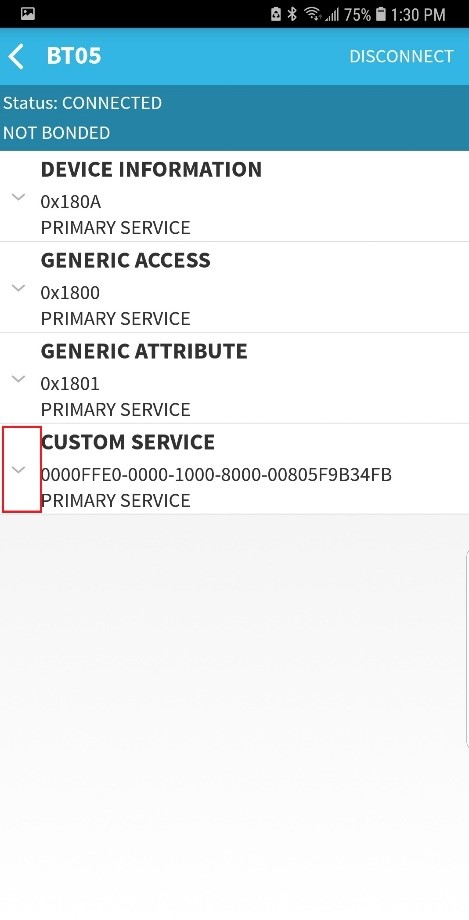 75% 1:30 PM
BT05 DISCONNECT
Status: CONNECTED
NOT BONDED
DEVICE INFORMATION
0x180A
PRIMARY SERVICE
GENERIC ACCESS
0x1800
PRIMARY SERVICE
GENERIC ATTRIBUTE
0x1801
PRIMARY SERVICE
CUSTOM SERVICE
0000FFE0-0000-1000-8000-00805F9B34FB
PRIMARY SERVICE